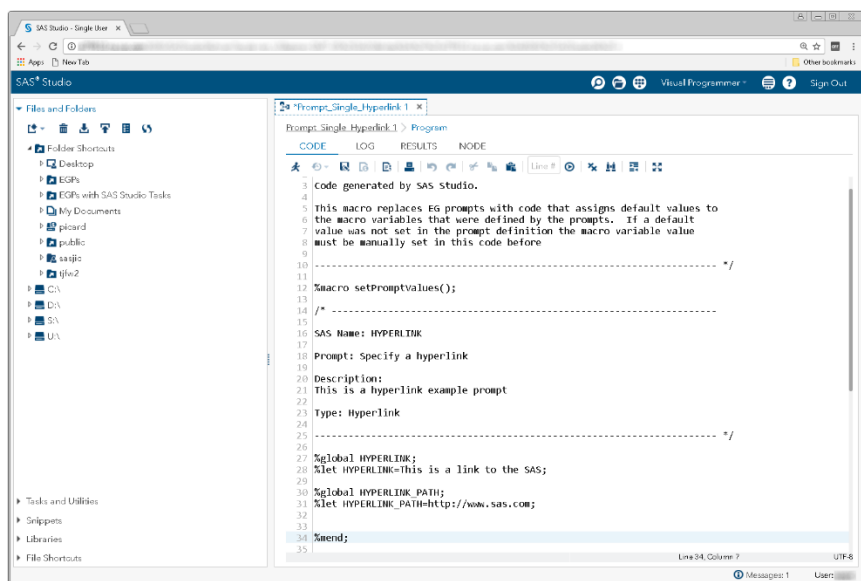 SAS Studio - Single User
Apps New Tab
Other bookmarks
SAS® Studio
Visual Programmer
Sign Out
Files and Folders
Folder Shortcuts
Desktop
EGPs
EGPs with SAS Studio Tasks
My Documents
picard
public
sasjic
tjfw2
C:\
D:\
S:\
U:\
Tasks and Utilities
Snippets
Libraries
File Shortcuts
*Prompt_Single_Hyperlink 1
Prompt_Single_Hyperlink 1 > Program
CODE LOG RESULTS NODE
Line #
3 Code generated by SAS Studio.
4
5 This macro replaces EG prompts with code that assigns default values to
6 the macro variables that were defined by the prompts. If a default
7 value was not set in the prompt definition the macro variable value
8 must be manually set in this code before
9
10 ----------------------------------------------------------------------- */
11
12 %macro setPromptValues();
13
14 /* --------------------------------------------------------------------
15
16 SAS Name: HYPERLINK
17
18 Prompt: Specify a hyperlink
19
20 Description:
21 This is a hyperlink example prompt
22
23 Type: Hyperlink
24
25 ----------------------------------------------------------------------- */
26
27 %global HYPERLINK;
28 %let HYPERLINK=This is a link to the SAS;
29
30 %global HYPERLINK_PATH;
31 %let HYPERLINK_PATH=http://www.sas.com;
32
33
34 %mend;
35
Line 34, Column 7 UTF-8
Messages: 1 User: